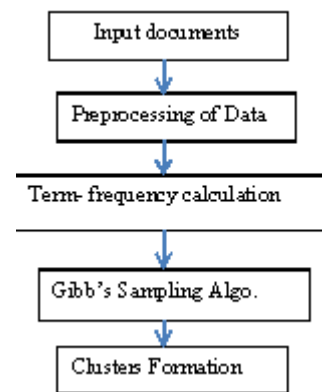 Input documents
Preprocessing of Data
Term- frequency calculation
Gibb's Sampling Algo.
Clusters Formation